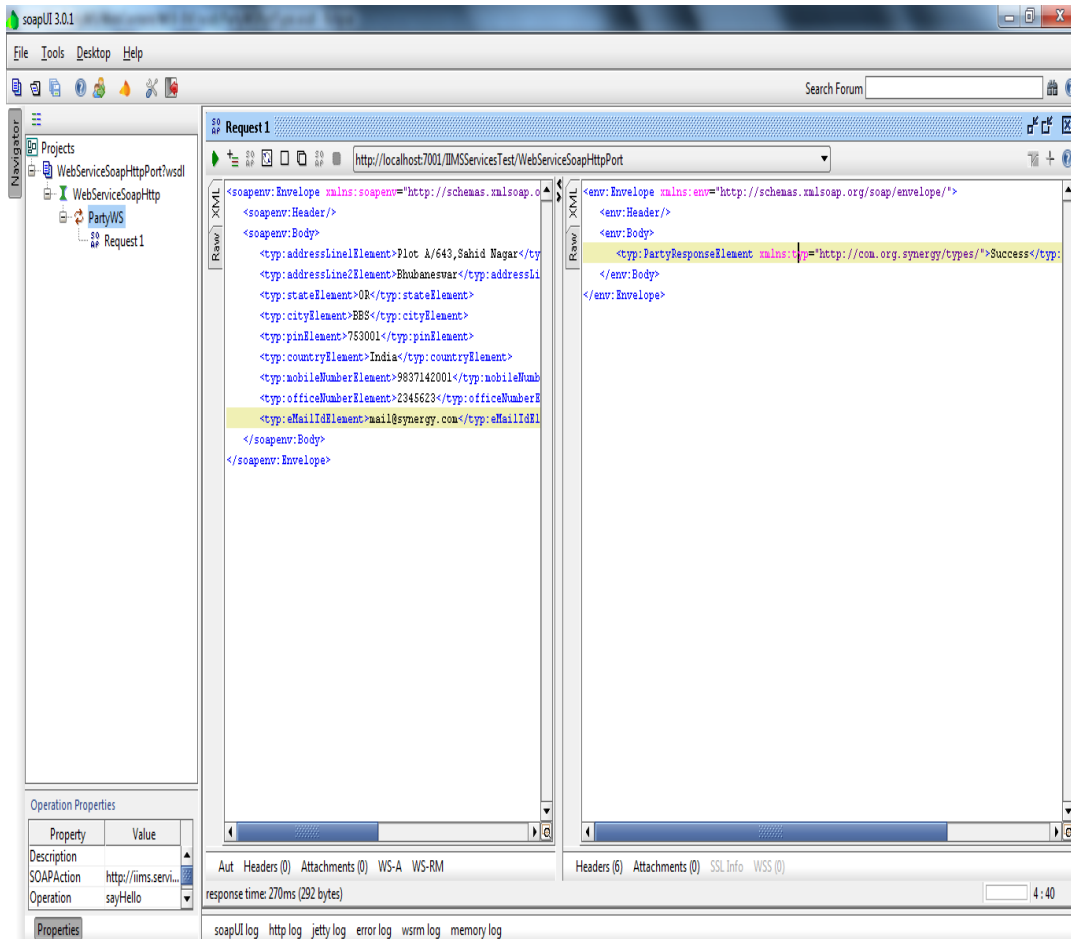 soapUI 3.0.1
File Tools Desktop Help
Search Forum
Navigator
Projects
WebServiceSoapHttpPort?wsdl
WebServiceSoapHttp
PartyWS
Request 1
Operation Properties
Property Value
Description
SOAPAction http://iims.servi...
Operation sayHello
Properties
Request 1
http://localhost:7001/IIMSServicesTest/WebServiceSoapHttpPort
XML
Raw
<soapenv:Envelope xmlns:soapenv="http://schemas.xmlsoap.o
<soapenv:Header/>
<soapenv:Body>
<typ:addressLine1Element>Plot A/643,Sahid Nagar</ty
<typ:addressLine2Element>Bhubaneswar</typ:addressLi
<typ:stateElement>OR</typ:stateElement>
<typ:cityElement>BBS</typ:cityElement>
<typ:pinElement>753001</typ:pinElement>
<typ:countryElement>India</typ:countryElement>
<typ:mobileNumberElement>9837142001</typ:mobileNumb
<typ:officeNumberElement>2345623</typ:officeNumberE
<typ:eMailIdElement>mail@synergy.com</typ:eMailIdEl
</soapenv:Body>
</soapenv:Envelope>
Aut Headers (0) Attachments (0) WS-A WS-RM
XML
Raw
<env:Envelope xmlns:env="http://schemas.xmlsoap.org/soap/envelope/">
<env:Header/>
<env:Body>
<typ:PartyResponseElement xmlns:typ="http://com.org.synergy/types/">Success</typ:
</env:Body>
</env:Envelope>
Headers (6) Attachments (0) SSL Info WSS (0)
response time: 270ms (292 bytes)
4 : 40
soapUI log http log jetty log error log wsrm log memory log